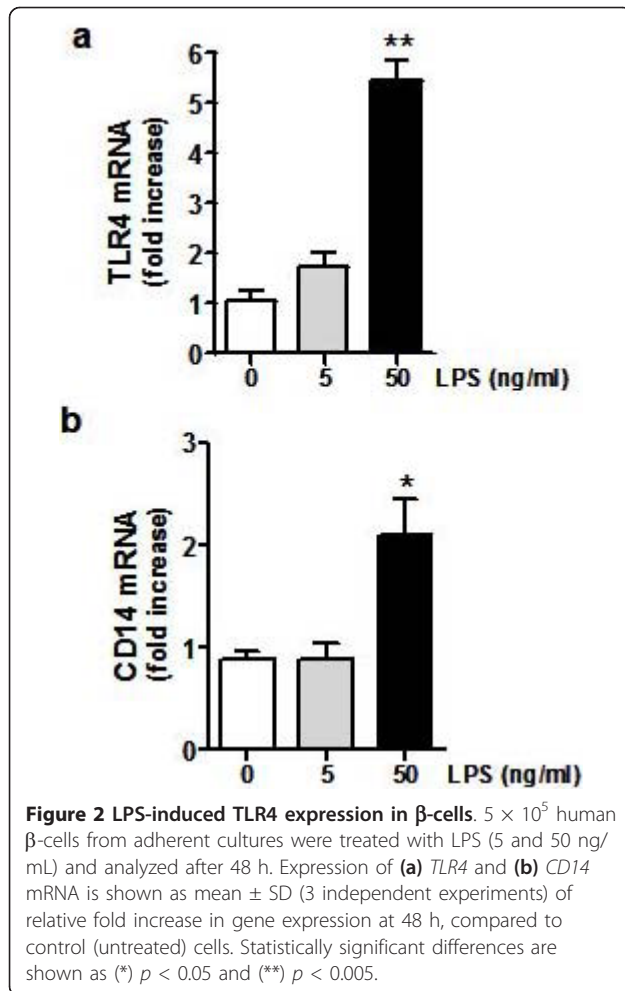 a
**
6
5
4
3
2
1
0
TLR4 mRNA
(fold increase)
0 5 50 LPS (ng/ml)
b
*
3
2
1
0
CD14 mRNA
(fold increase)
0 5 50 LPS (ng/ml)
Figure 2 LPS-induced TLR4 expression in β-cells. 5 × 10⁵ human
β-cells from adherent cultures were treated with LPS (5 and 50 ng/
mL) and analyzed after 48 h. Expression of (a) TLR4 and (b) CD14
mRNA is shown as mean ± SD (3 independent experiments) of
relative fold increase in gene expression at 48 h, compared to
control (untreated) cells. Statistically significant differences are
shown as (*) p < 0.05 and (**) p < 0.005.